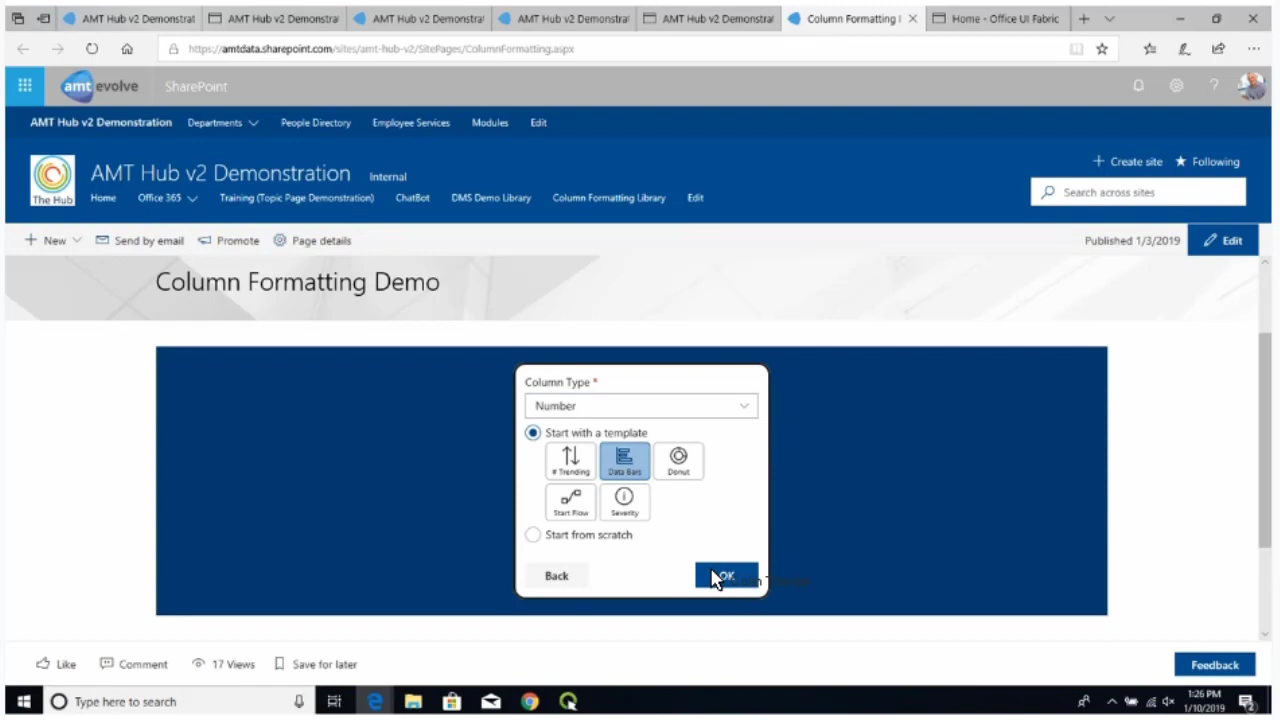 AMT Hub v2 Demonstrat
AMT Hub v2 Demonstra
AMT Hub v2 Demonstrat
AMT Hub v2 Demonstra
AMT Hub v2 Demonstrat
Column Formatting
Home - Office UI Fabric
https://amtdata.sharepoint.com/sites/amt-hub-v2/SitePages/ColumnFormatting.aspx
amt evolve SharePoint
AMT Hub v2 Demonstration Departments People Directory Employee Services Modules Edit
The Hub
AMT Hub v2 Demonstration Internal
Create site Following
Home Office 365 Training (Topic Page Demonstration) ChatBot DMS Demo Library Column Formatting Library Edit
Search across sites
New Send by email Promote Page details Published 1/3/2019 Edit
Column Formatting Demo
Column Type *
Number
Start with a template
# Trending Data Bars Donut
Start Flow Severity
Start from scratch
Back OK
Like Comment 17 Views Save for later Feedback
Type here to search
1:26 PM
1/10/2019
2